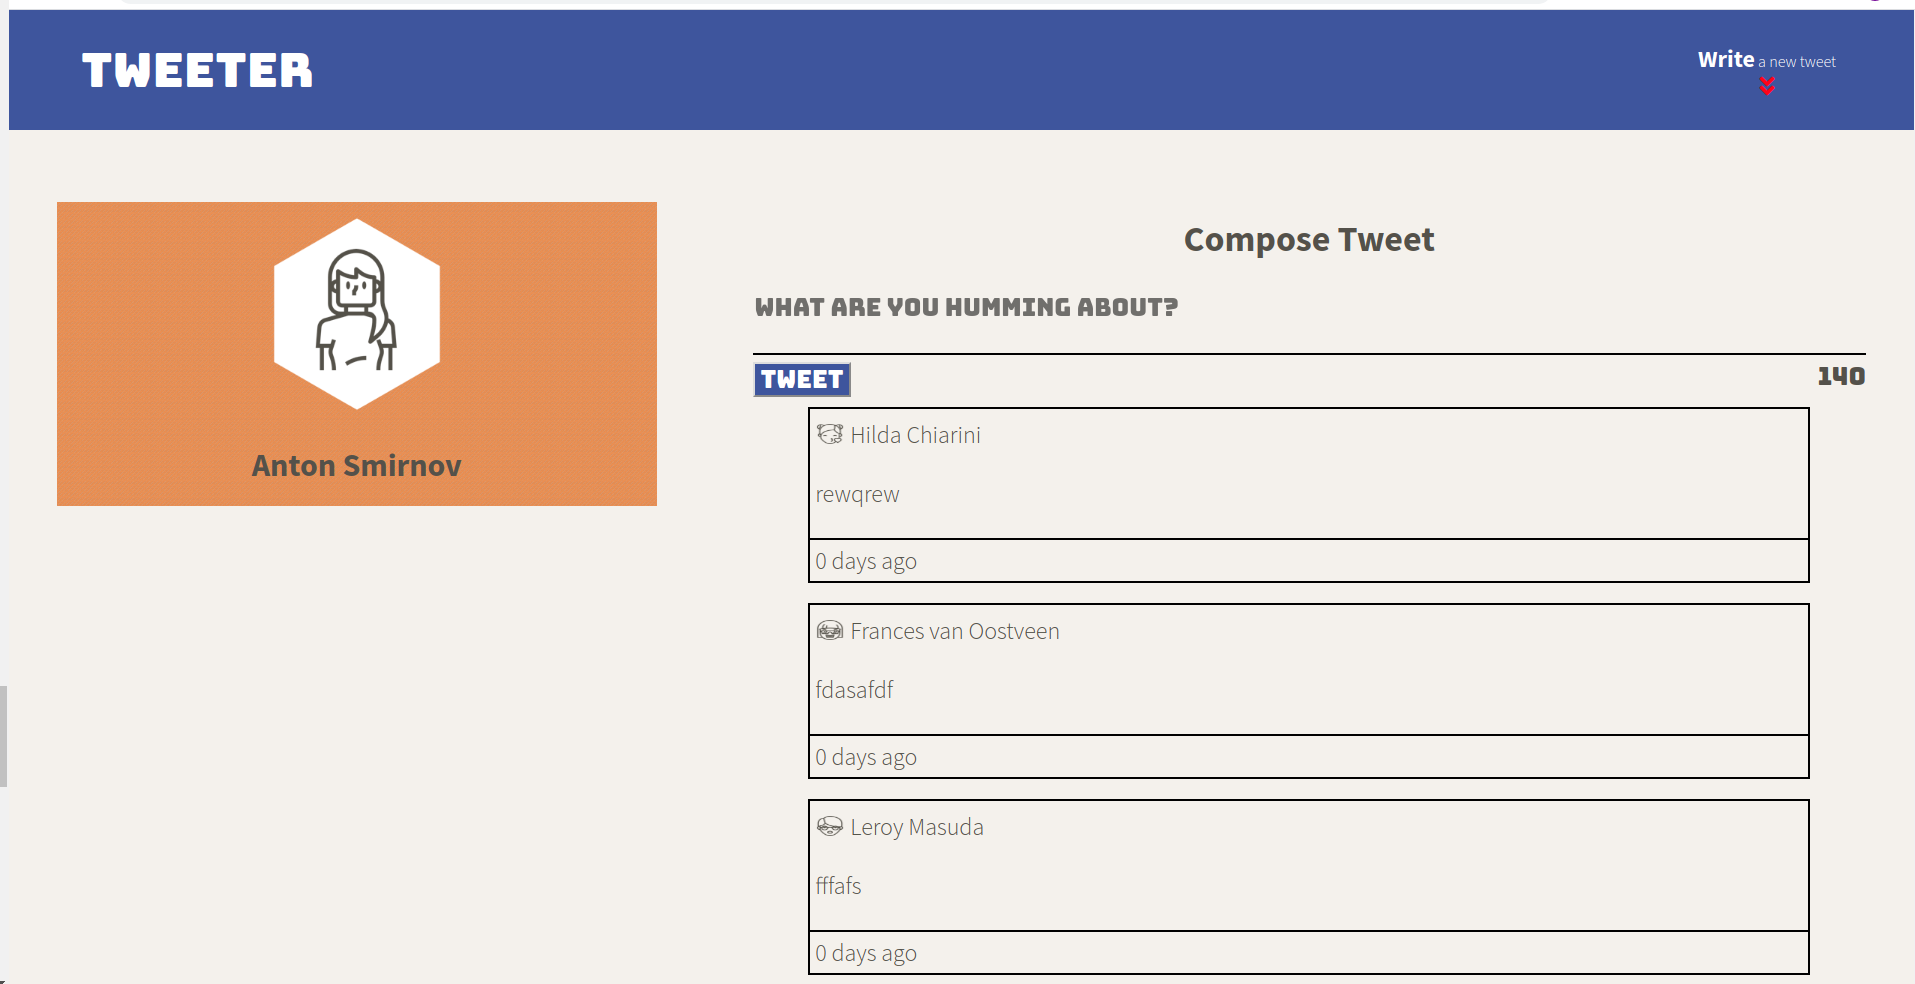 TWEETER
Write a new tweet
Anton Smirnov
Compose Tweet
WHAT ARE YOU HUMMING ABOUT?
TWEET
140
Hilda Chiarini
rewqrew
0 days ago
Frances van Oostveen
fdasafdf
0 days ago
Leroy Masuda
fffafs
0 days ago